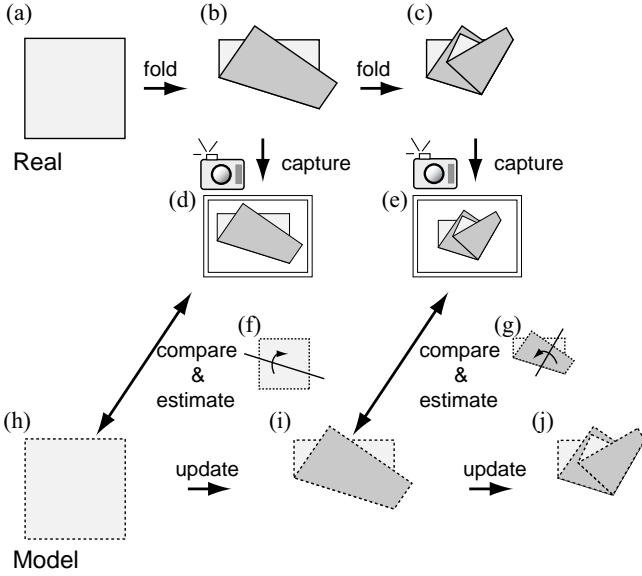 (a)
(b)
(c)
fold
fold
Real
capture
capture
(d)
(e)
(f)
(g)
compare
&
estimate
compare
&
estimate
(h)
(i)
(j)
update
update
Model